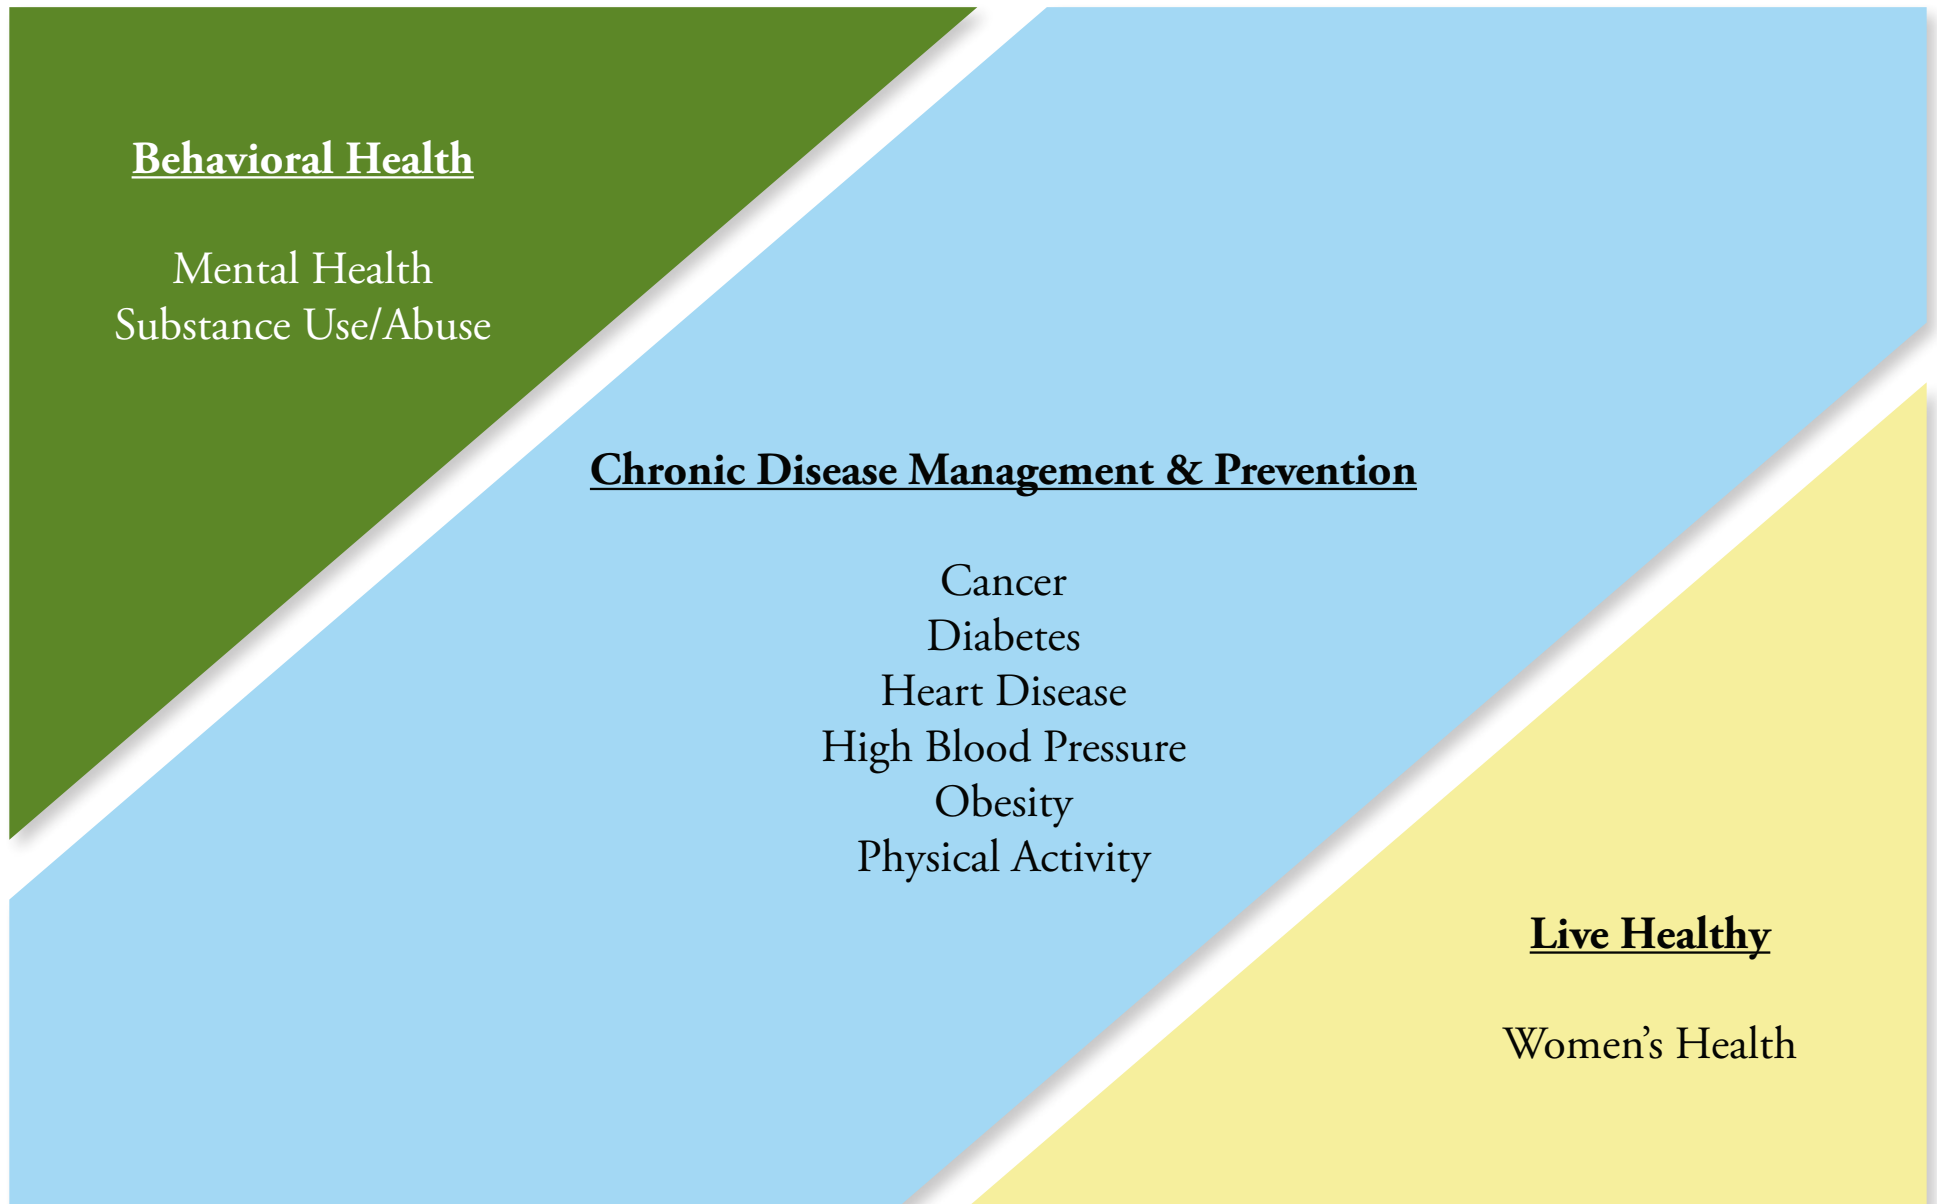 Behavioral Health
Mental Health
Substance Use/Abuse
Chronic Disease Management & Prevention
Cancer
Diabetes
Heart Disease
High Blood Pressure
Obesity
Physical Activity
Live Healthy
Women’s Health